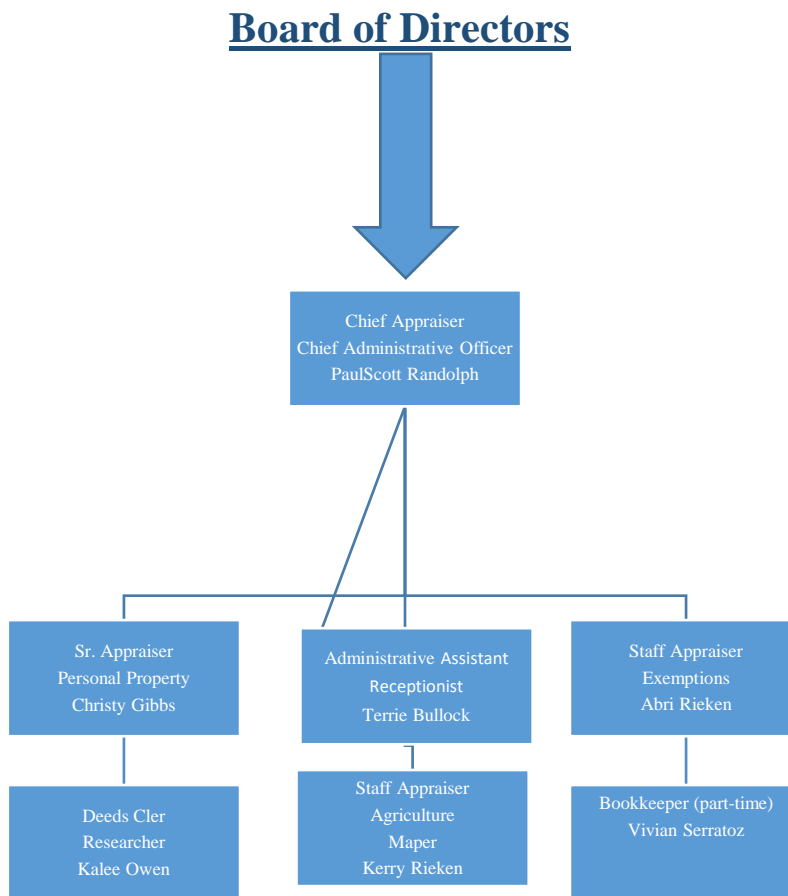 Board of Directors
Chief Appraiser
Chief Administrative Officer
PaulScott Randolph
Sr. Appraiser
Personal Property
Christy Gibbs
Administrative Assistant
Receptionist
Terrie Bullock
Staff Appraiser
Exemptions
Abri Rieken
Deeds Cler
Researcher
Kalee Owen
Staff Appraiser
Agriculture
Maper
Kerry Rieken
Bookkeeper (part-time)
Vivian Serratoz